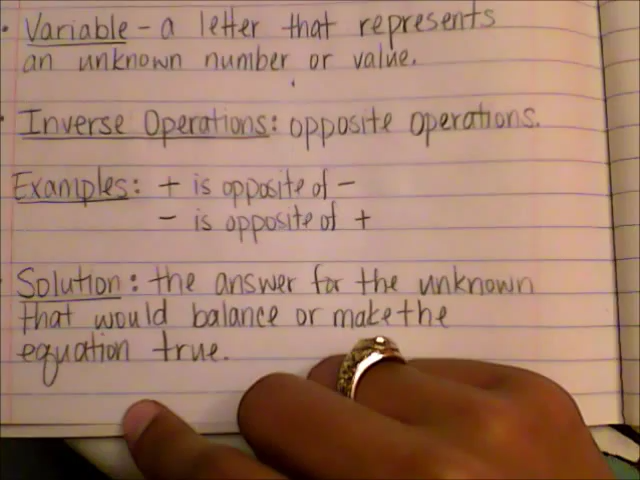 • Variable - a letter that represents
an unknown number or value.
• Inverse Operations: opposite operations.
Examples: + is opposite of -
- is opposite of +
• Solution: the answer for the unknown
that would balance or make the
equation true.